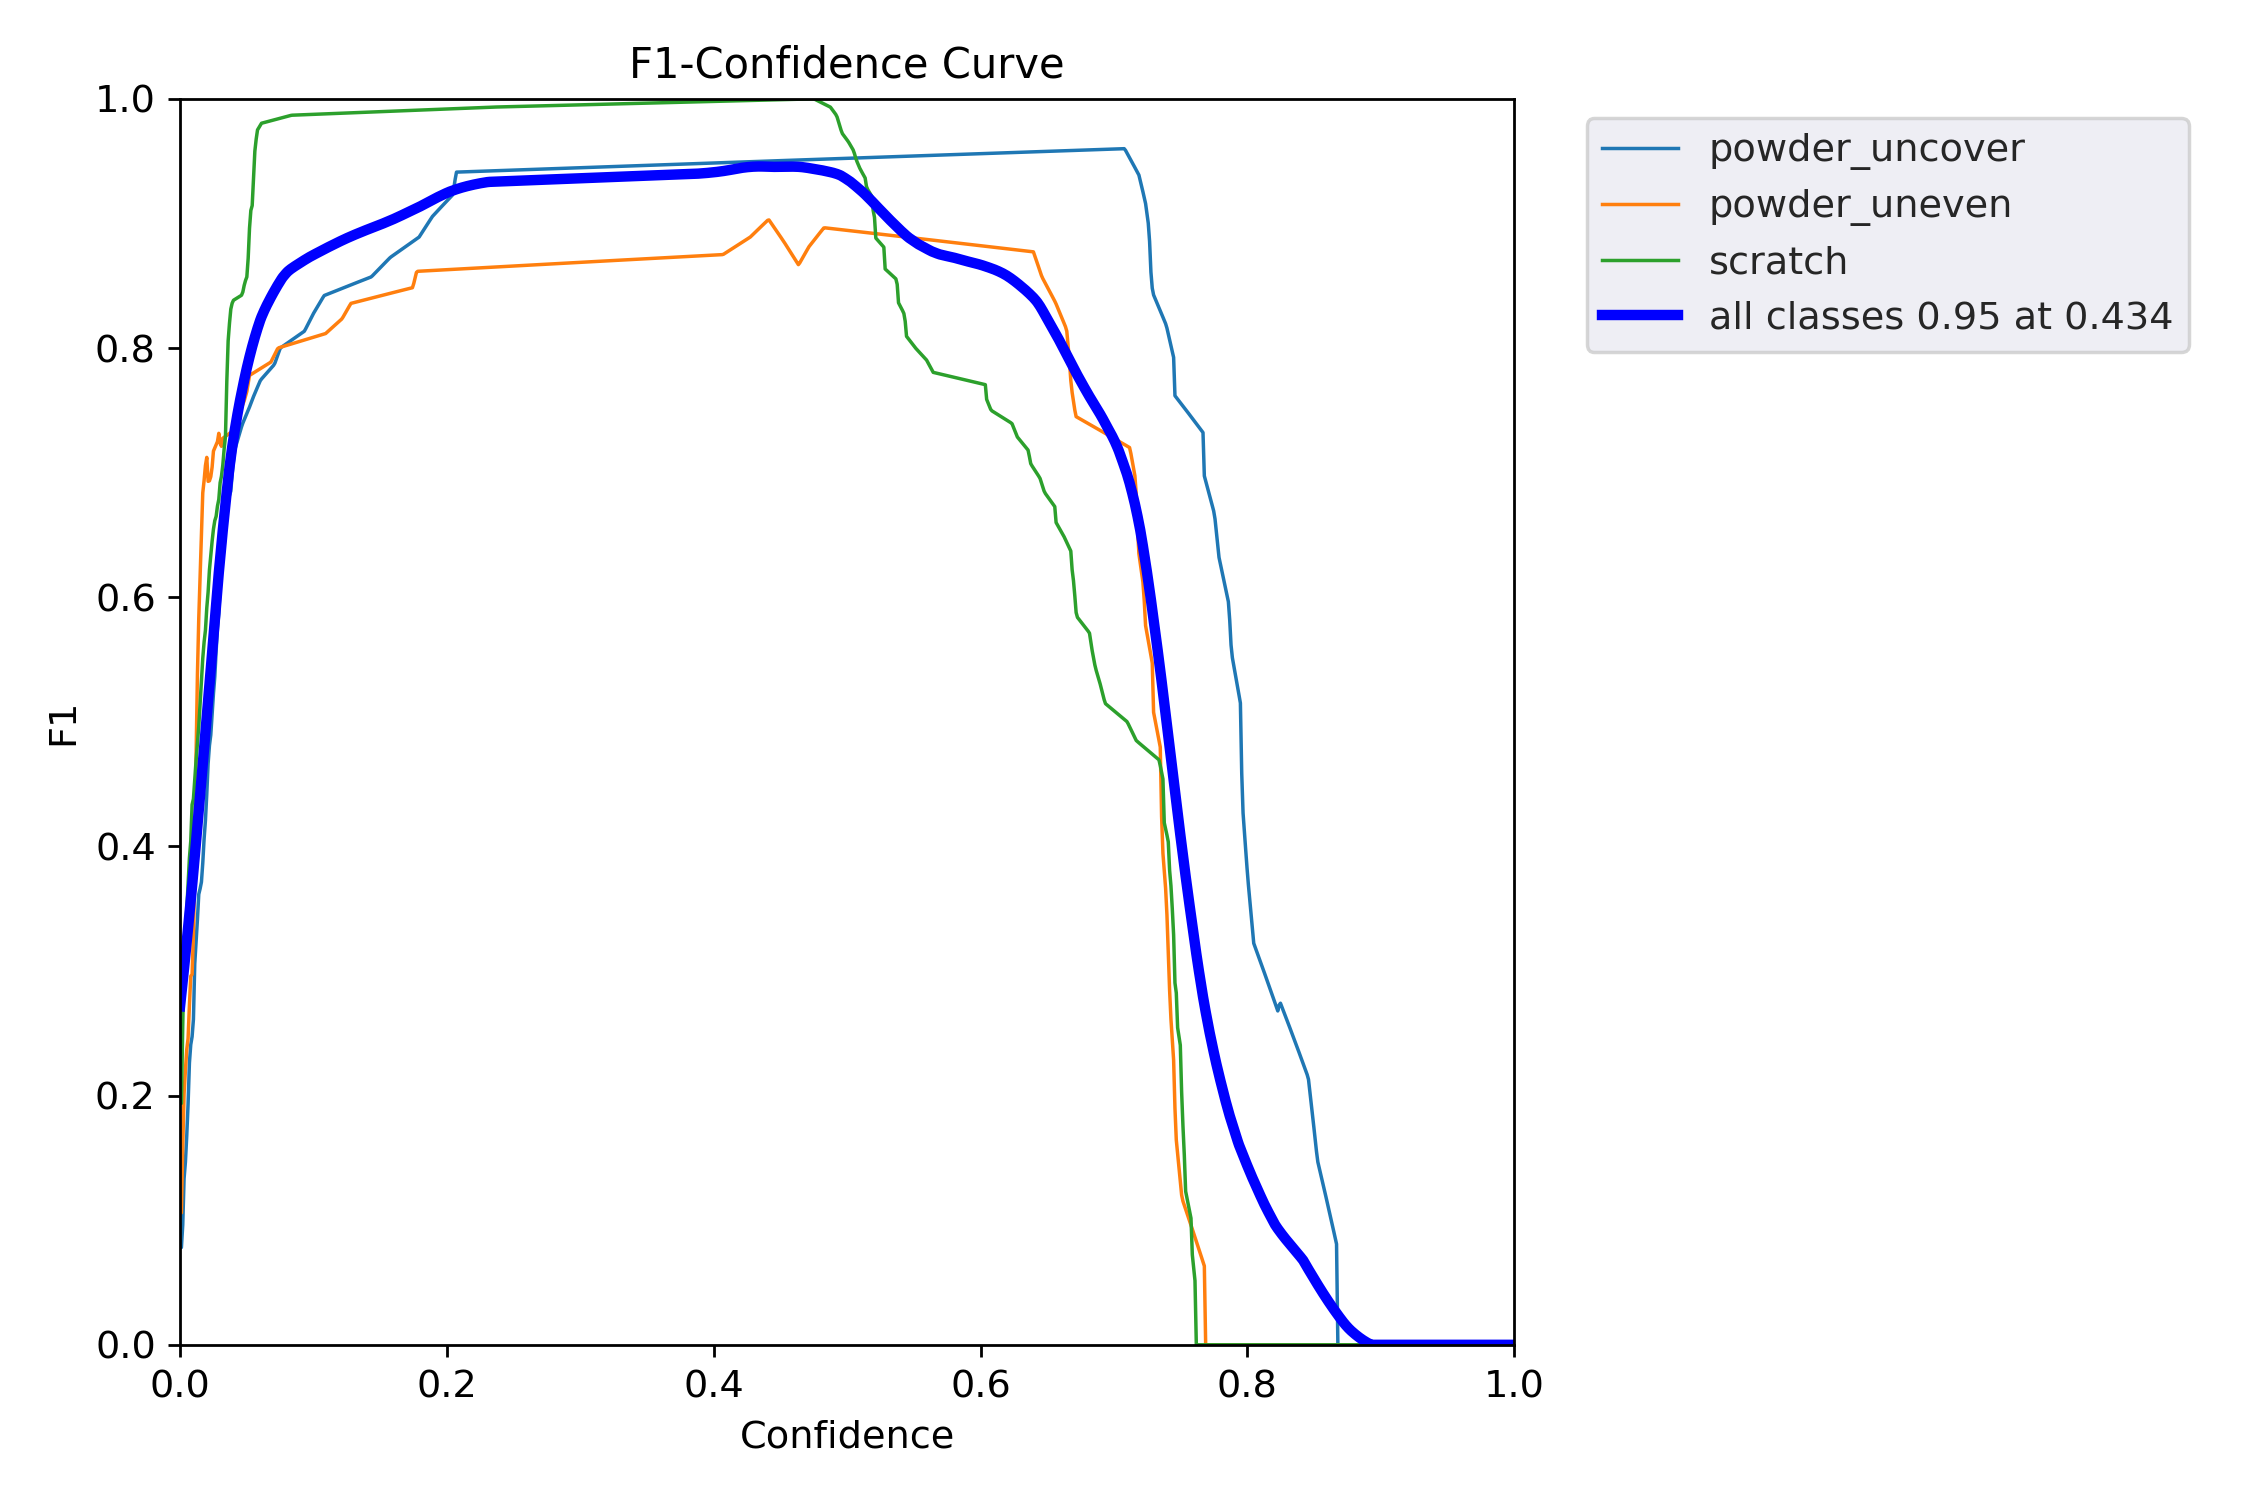 F1-Confidence Curve
1.0
0.8
0.6
0.4
0.2
0.0
F1
0.0 0.2 0.4 0.6 0.8 1.0
Confidence
powder_uncover
powder_uneven
scratch
all classes 0.95 at 0.434